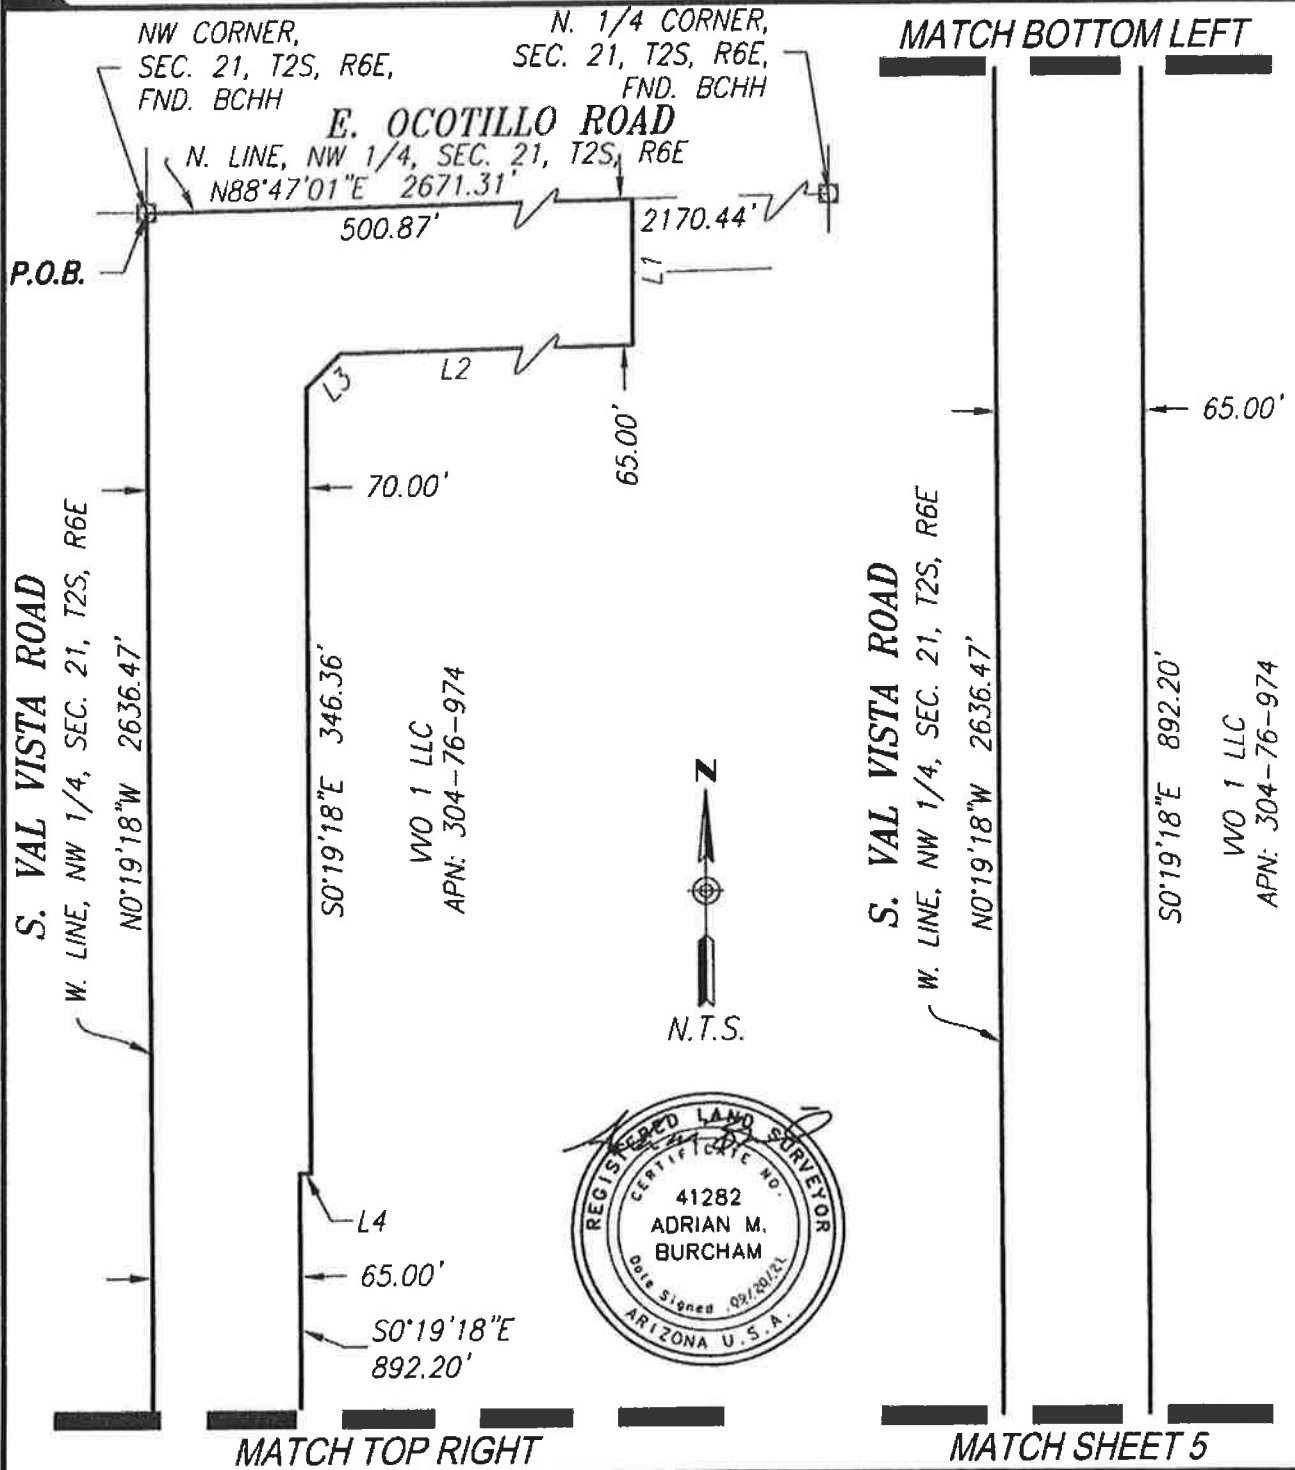 NW CORNER,
SEC. 21, T2S, R6E,
FND. BCHH
N. 1/4 CORNER,
SEC. 21, T2S, R6E,
FND. BCHH
E. OCOTILLO ROAD
N. LINE, NW 1/4, SEC. 21, T2S, R6E
N88°47'01"E 2671.31'
500.87'
2170.44'
P.O.B.
L1
L2
L3
65.00'
70.00'
S. VAL VISTA ROAD
W. LINE, NW 1/4, SEC. 21, T2S, R6E
N0°19'18"W 2636.47'
S0°19'18"E 346.36'
VVO 1 LLC
APN: 304-76-974
N
N.T.S.
REGISTERED LAND SURVEYOR
CERTIFICATE NO.
41282
ADRIAN M.
BURCHAM
Date Signed 09/20/21
ARIZONA U.S.A.
L4
65.00'
S0°19'18"E
892.20'
MATCH TOP RIGHT
MATCH BOTTOM LEFT
65.00'
S. VAL VISTA ROAD
W. LINE, NW 1/4, SEC. 21, T2S, R6E
N0°19'18"W 2636.47'
S0°19'18"E 892.20'
VVO 1 LLC
APN: 304-76-974
MATCH SHEET 5